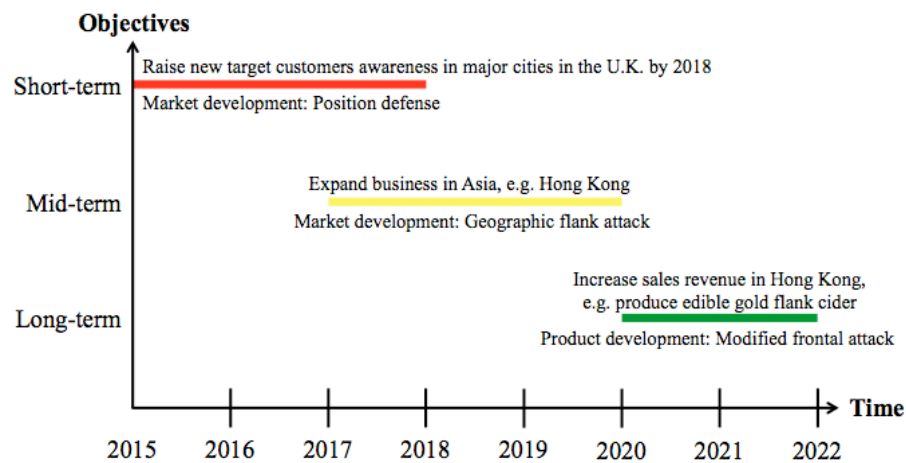 Objectives
Short-term
Raise new target customers awareness in major cities in the U.K. by 2018
Market development: Position defense
Mid-term
Expand business in Asia, e.g. Hong Kong
Market development: Geographic flank attack
Long-term
Increase sales revenue in Hong Kong,
e.g. produce edible gold flank cider
Product development: Modified frontal attack
Time
2015 2016 2017 2018 2019 2020 2021 2022